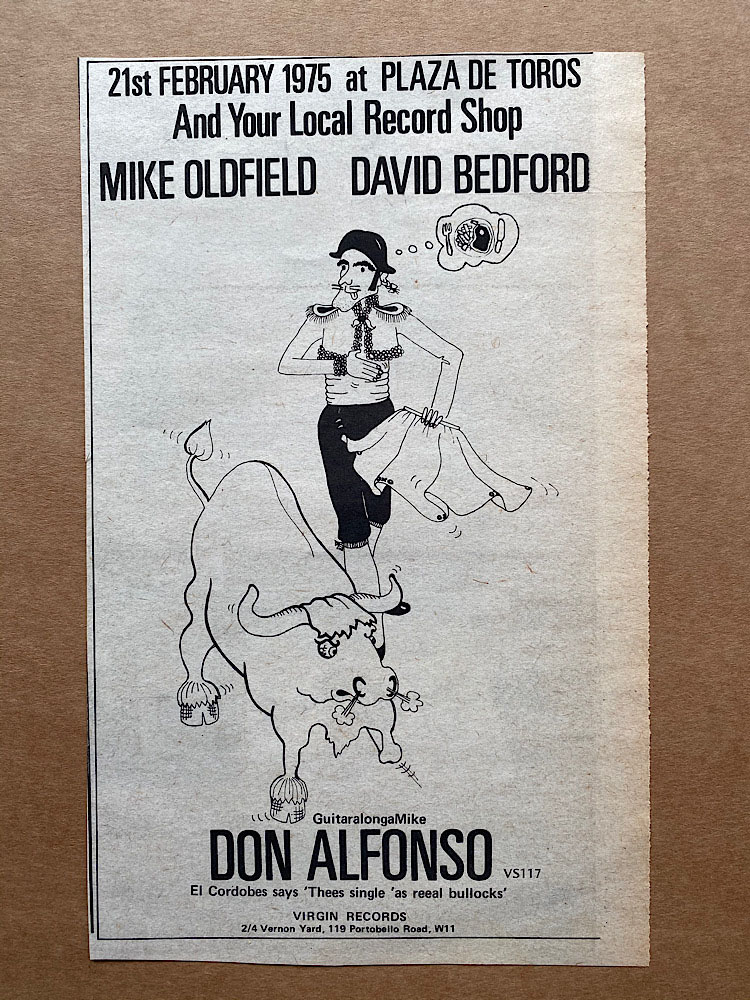 21st FEBRUARY 1975 at PLAZA DE TOROS
And Your Local Record Shop
MIKE OLDFIELD DAVID BEDFORD
GuitaralongaMike
DON ALFONSO VS117
El Cordobes says 'Thees single 'as reeal bullocks'
VIRGIN RECORDS
2/4 Vernon Yard, 119 Portobello Road, W11